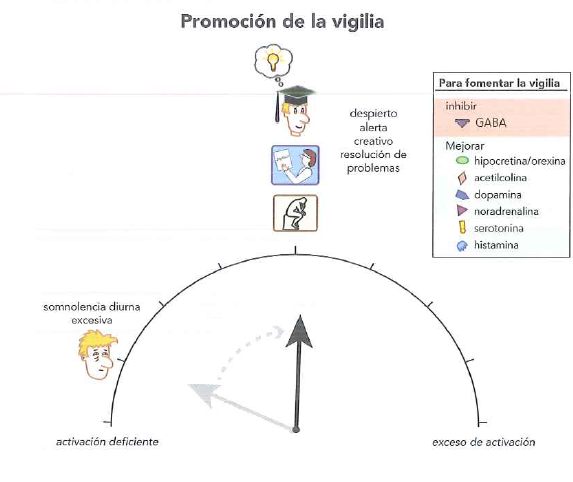 Promoción de la vigilia
despierto
alerta
creativo
resolución de
problemas
Para fomentar la vigilia
inhibir
GABA
Mejorar
hipocretina/orexina
acetilcolina
dopamina
noradrenalina
serotonina
histamina
somnolencia diurna
excesiva
activación deficiente
exceso de activación